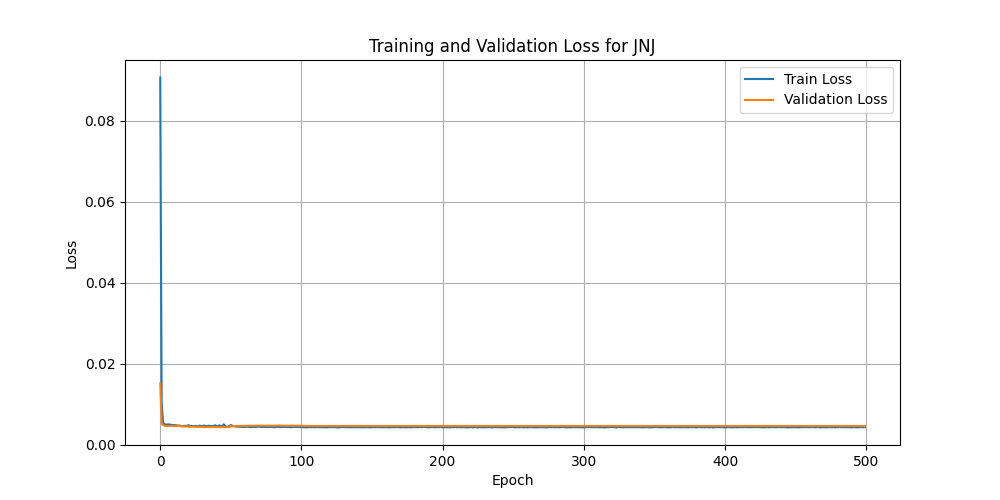 Training and Validation Loss for JNJ
Train Loss
Validation Loss
0.08
0.06
0.04
0.02
0.00
Loss
0
100
200
300
400
500
Epoch